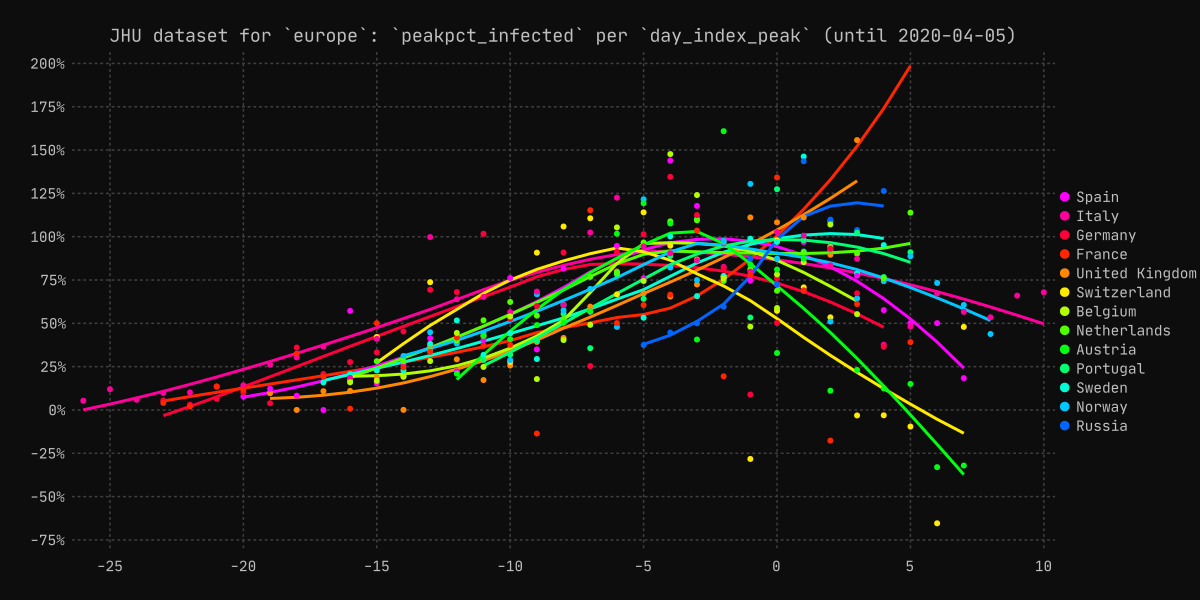 JHU dataset for `europe`: `peakpct_infected` per `day_index_peak` (until 2020-04-05)
200%
175%
150%
125%
100%
75%
50%
25%
0%
-25%
-50%
-75%
-25 -20 -15 -10 -5 0 5 10
Spain
Italy
Germany
France
United Kingdom
Switzerland
Belgium
Netherlands
Austria
Portugal
Sweden
Norway
Russia